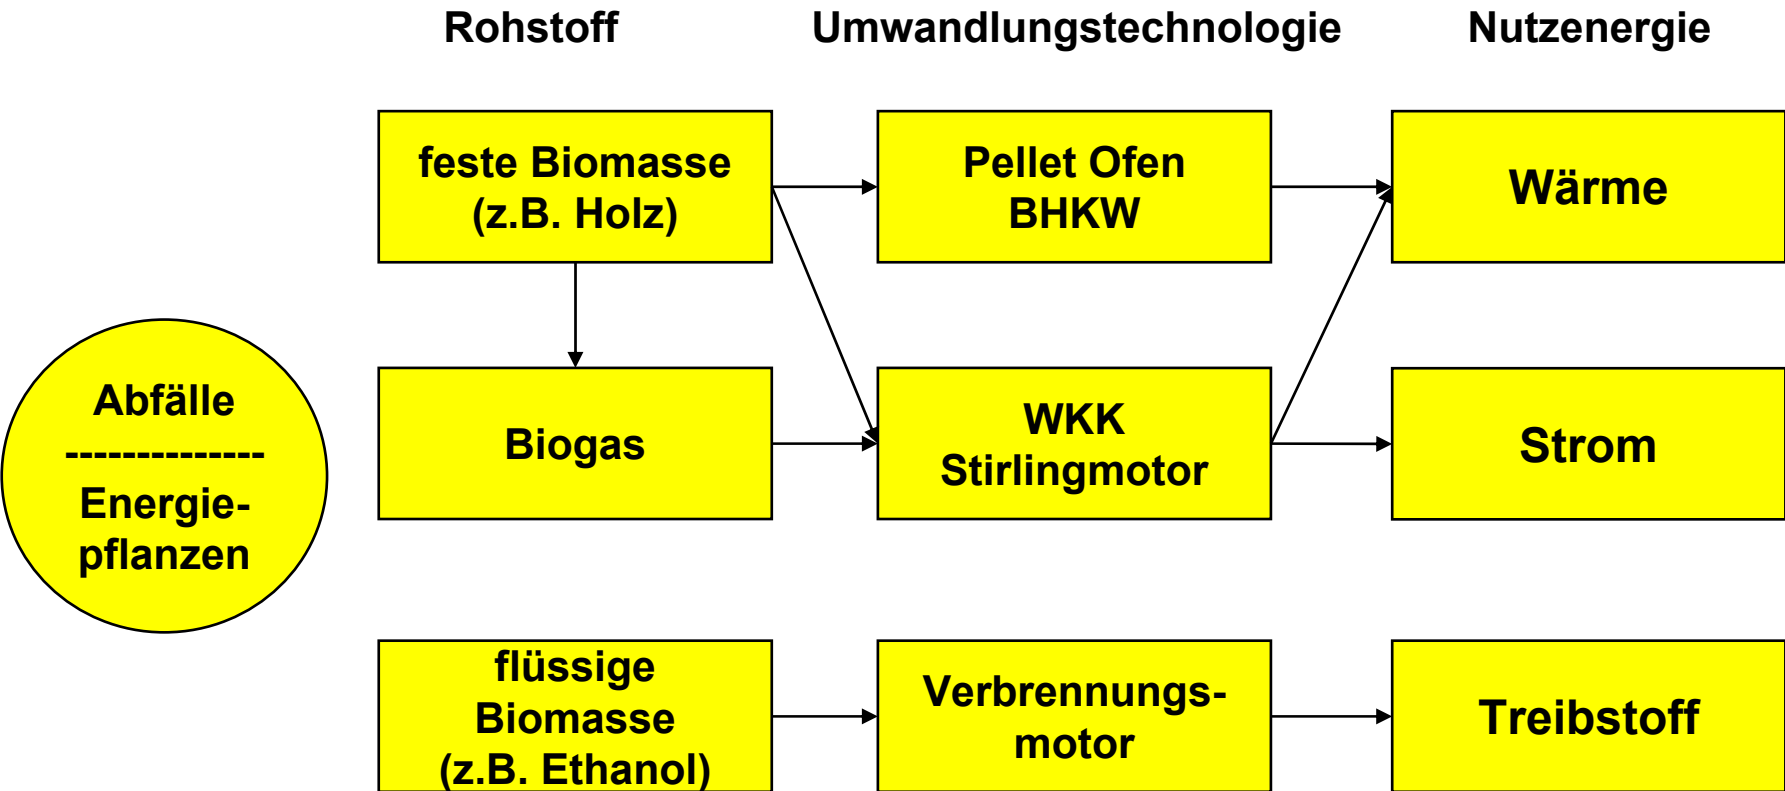 Rohstoff
Umwandlungstechnologie
Nutzenergie
feste Biomasse
(z.B. Holz)
Pellet Ofen
BHKW
Wärme
Abfälle
--------------
Energie-
pflanzen
Biogas
WKK
Stirlingmotor
Strom
flüssige
Biomasse
(z.B. Ethanol)
Verbrennungs-
motor
Treibstoff